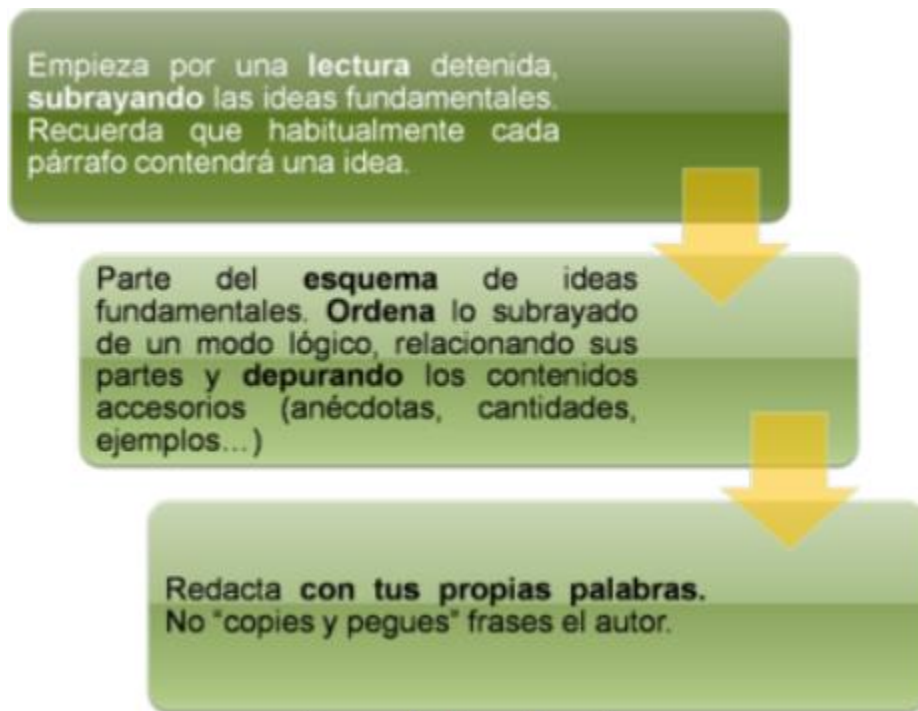 Empieza por una lectura detenida,
subrayando las ideas fundamentales.
Recuerda que habitualmente cada
párrafo contendrá una idea.
Parte del esquema de ideas
fundamentales. Ordena lo subrayado
de un modo lógico, relacionando sus
partes y depurando los contenidos
accesorios (anécdotas, cantidades,
ejemplos…)
Redacta con tus propias palabras.
No “copies y pegues” frases el autor.